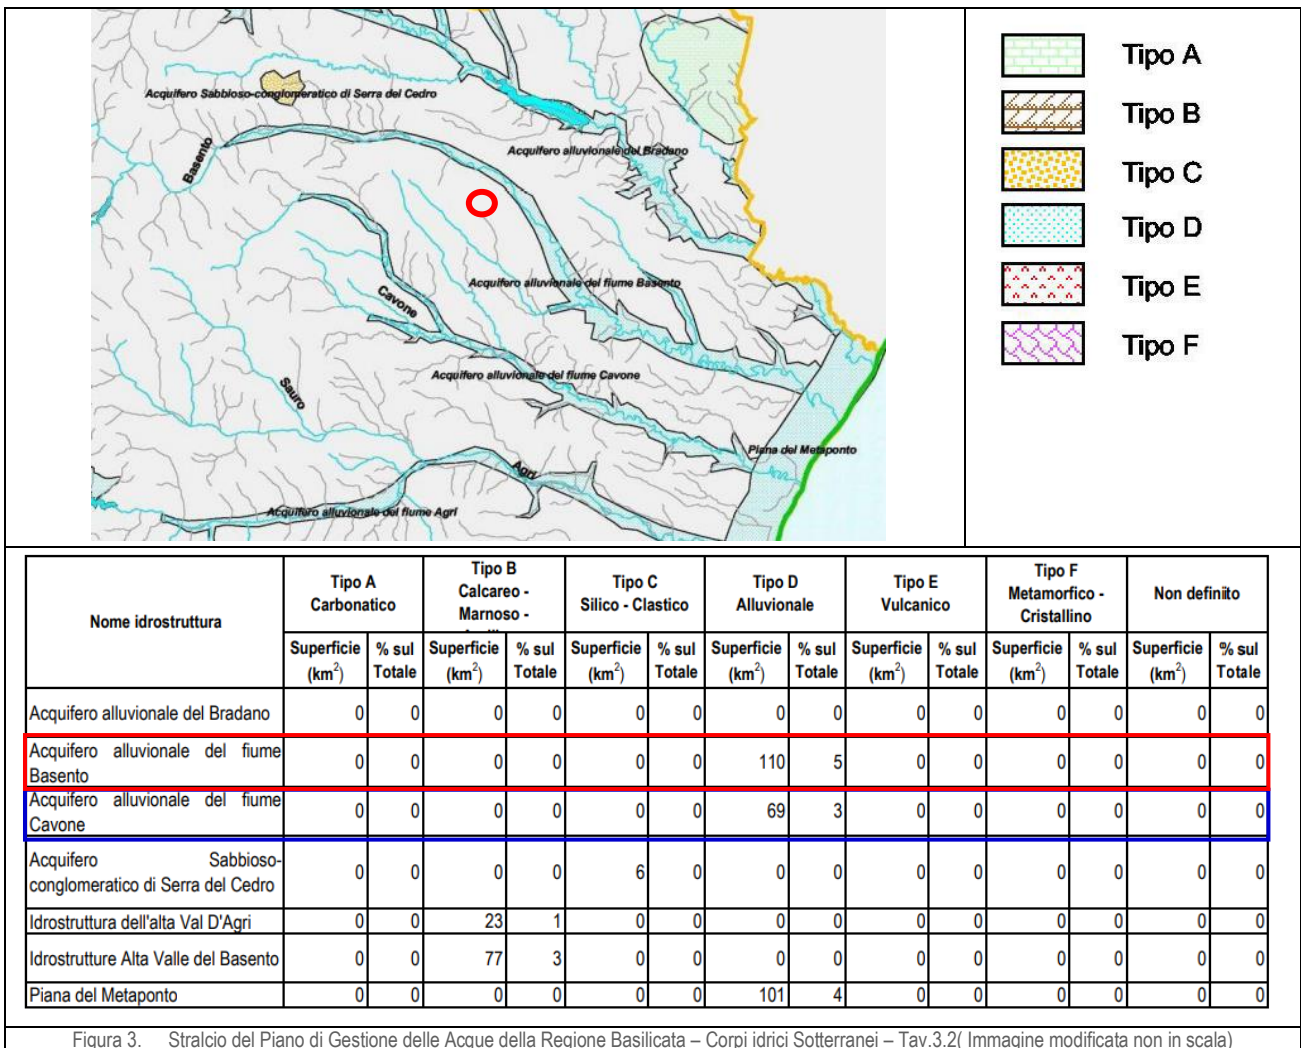 Acquifero Sabbioso-conglomeratico di Serra del Cedro
Basento
Acquifero alluvionale del Bradano
Acquifero alluvionale del fiume Basento
Cavone
Acquifero alluvionale del fiume Cavone
Sauro
Piana del Metaponto
Agri
Acquifero alluvionale del fiume Agri
Tipo A
Tipo B
Tipo C
Tipo D
Tipo E
Tipo F
Nome idrostruttura
Tipo A
Carbonatico
Tipo B
Calcareo -
Marnoso -
Tipo C
Silico - Clastico
Tipo D
Alluvionale
Tipo E
Vulcanico
Tipo F
Metamorfico -
Cristallino
Non definito
Superficie (km²) % sul Totale Superficie (km²) % sul Totale Superficie (km²) % sul Totale Superficie (km²) % sul Totale Superficie (km²) % sul Totale Superficie (km²) % sul Totale Superficie (km²) % sul Totale
Acquifero alluvionale del Bradano 0 0 0 0 0 0 0 0 0 0 0 0 0 0
Acquifero alluvionale del fiume
Basento 0 0 0 0 0 0 110 5 0 0 0 0 0 0
Acquifero alluvionale del fiume
Cavone 0 0 0 0 0 0 69 3 0 0 0 0 0 0
Acquifero Sabbioso-
conglomeratico di Serra del Cedro 0 0 0 0 6 0 0 0 0 0 0 0 0 0
Idrostruttura dell'alta Val D'Agri 0 0 23 1 0 0 0 0 0 0 0 0 0 0
Idrostrutture Alta Valle del Basento 0 0 77 3 0 0 0 0 0 0 0 0 0 0
Piana del Metaponto 0 0 0 0 0 0 101 4 0 0 0 0 0 0
Figura 3. Stralcio del Piano di Gestione delle Acque della Regione Basilicata – Corpi idrici Sotterranei – Tav.3.2( Immagine modificata non in scala)